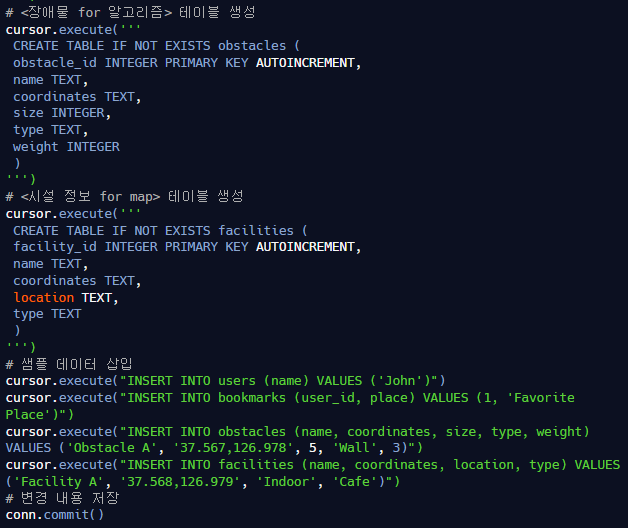 # <장애물 for 알고리즘> 테이블 생성
cursor.execute('''
CREATE TABLE IF NOT EXISTS obstacles (
obstacle_id INTEGER PRIMARY KEY AUTOINCREMENT,
name TEXT,
coordinates TEXT,
size INTEGER,
type TEXT,
weight INTEGER
)
''')
# <시설 정보 for map> 테이블 생성
cursor.execute('''
CREATE TABLE IF NOT EXISTS facilities (
facility_id INTEGER PRIMARY KEY AUTOINCREMENT,
name TEXT,
coordinates TEXT,
location TEXT,
type TEXT
)
''')
# 샘플 데이터 삽입
cursor.execute("INSERT INTO users (name) VALUES ('John')")
cursor.execute("INSERT INTO bookmarks (user_id, place) VALUES (1, 'Favorite
Place')")
cursor.execute("INSERT INTO obstacles (name, coordinates, size, type, weight)
VALUES ('Obstacle A', '37.567,126.978', 5, 'Wall', 3)")
cursor.execute("INSERT INTO facilities (name, coordinates, location, type) VALUES
('Facility A', '37.568,126.979', 'Indoor', 'Cafe')")
# 변경 내용 저장
conn.commit()